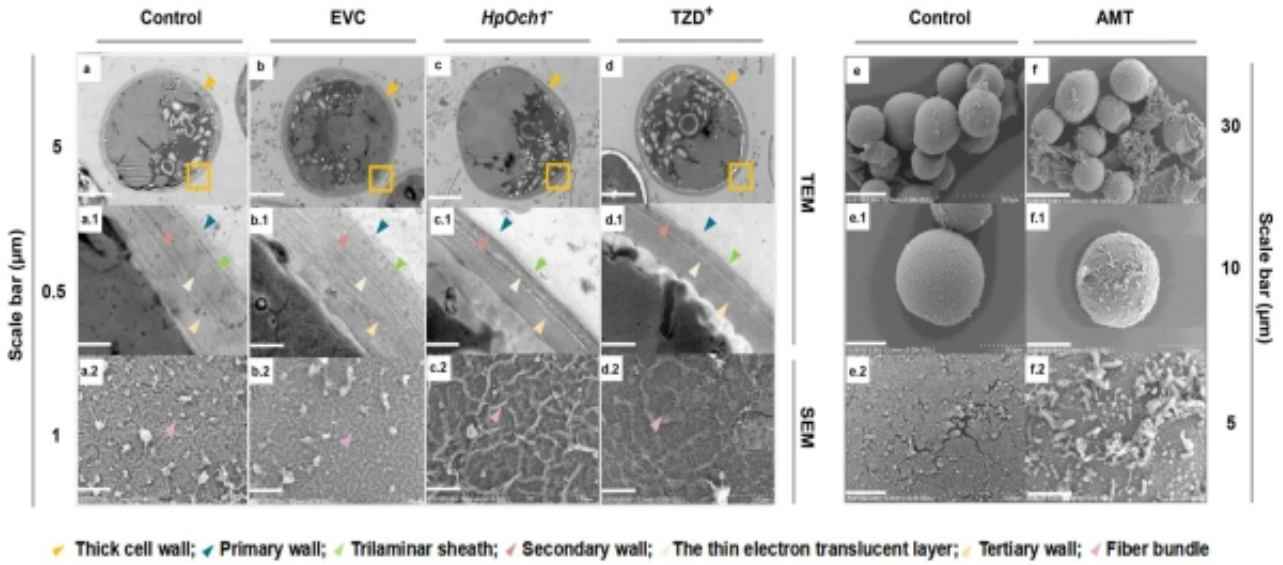 Control EVC HpOch1- TZD+ Control AMT
a b c d e f
5 30
a.1 b.1 c.1 d.1 e.1 f.1
0.5 10
a.2 b.2 c.2 d.2 e.2 f.2
1 5
Scale bar (µm)
TEM
SEM
Scale bar (µm)
Thick cell wall; Primary wall; Trilaminar sheath; Secondary wall; The thin electron translucent layer; Tertiary wall; Fiber bundle